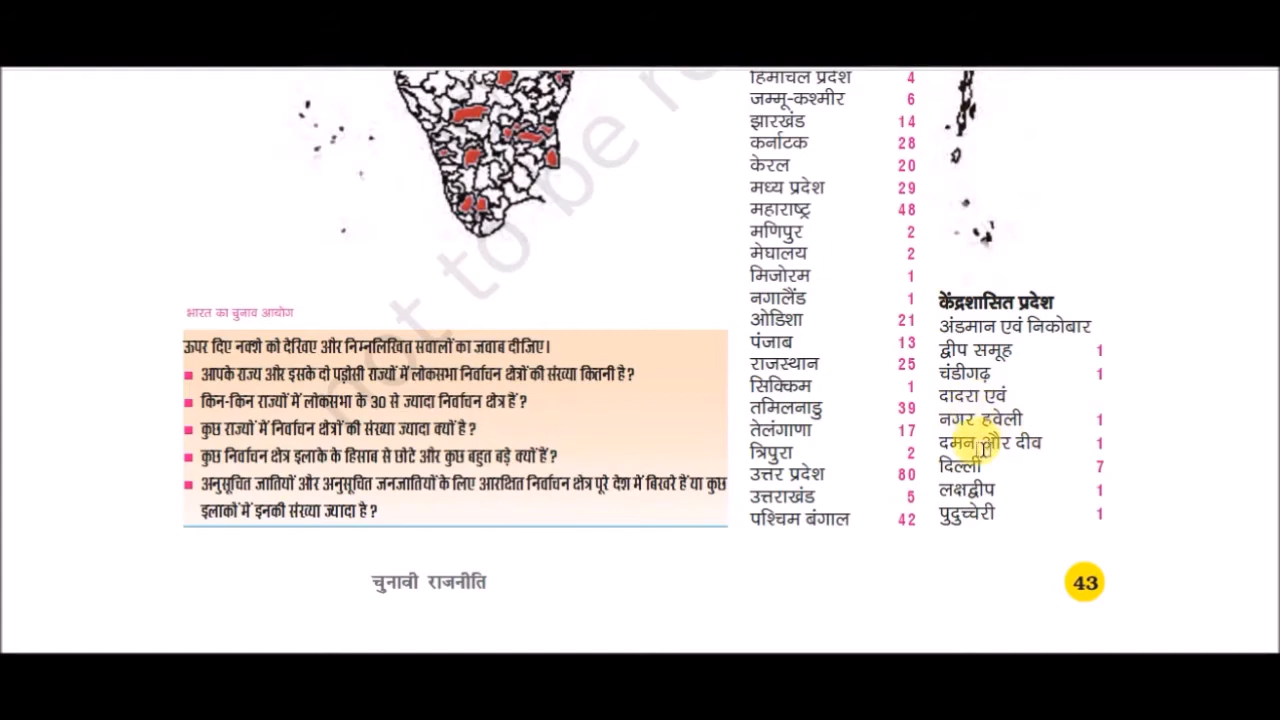 not to be re
भारत का चुनाव आयोग
ऊपर दिए नक्शे को देखिए और निम्नलिखित सवालों का जवाब दीजिए।
■ आपके राज्य और इसके दो पड़ोसी राज्यों में लोकसभा निर्वाचन क्षेत्रों की संख्या कितनी है?
■ किन-किन राज्यों में लोकसभा के 30 से ज्यादा निर्वाचन क्षेत्र हैं?
■ कुछ राज्यों में निर्वाचन क्षेत्रों की संख्या ज्यादा क्यों है?
■ कुछ निर्वाचन क्षेत्र इलाके के हिसाब से छोटे और कुछ बहुत बड़े क्यों हैं?
■ अनुसूचित जातियों और अनुसूचित जनजातियों के लिए आरक्षित निर्वाचन क्षेत्र पूरे देश में बिखरे हैं या कुछ
इलाकों में इनकी संख्या ज्यादा है?
हिमाचल प्रदेश 4
जम्मू-कश्मीर 6
झारखंड 14
कर्नाटक 28
केरल 20
मध्य प्रदेश 29
महाराष्ट्र 48
मणिपुर 2
मेघालय 2
मिजोरम 1
नगालैंड 1
ओडिशा 21
पंजाब 13
राजस्थान 25
सिक्किम 1
तमिलनाडु 39
तेलंगाणा 17
त्रिपुरा 2
उत्तर प्रदेश 80
उत्तराखंड 5
पश्चिम बंगाल 42
केंद्रशासित प्रदेश
अंडमान एवं निकोबार
द्वीप समूह 1
चंडीगढ़ 1
दादरा एवं
नगर हवेली 1
दमन और दीव 1
दिल्ली 7
लक्षद्वीप 1
पुदुच्चेरी 1
चुनावी राजनीति
43